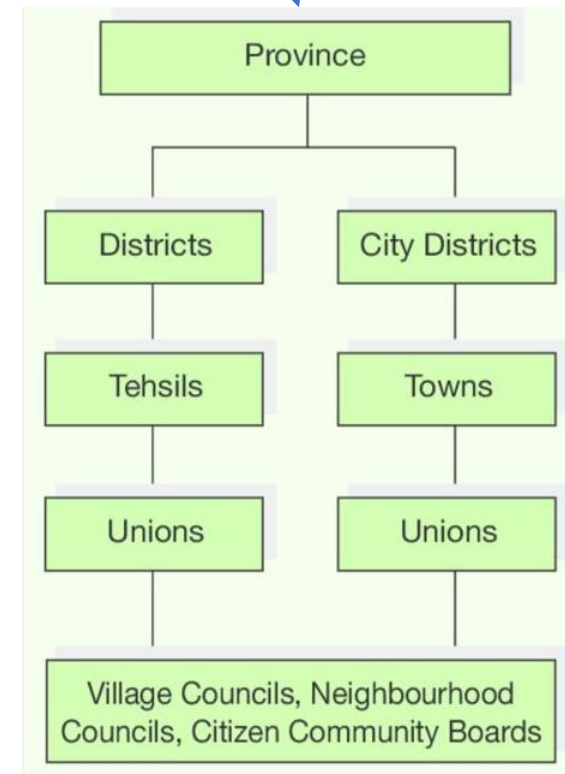 Province
Districts
City Districts
Tehsils
Towns
Unions
Unions
Village Councils, Neighbourhood
Councils, Citizen Community Boards